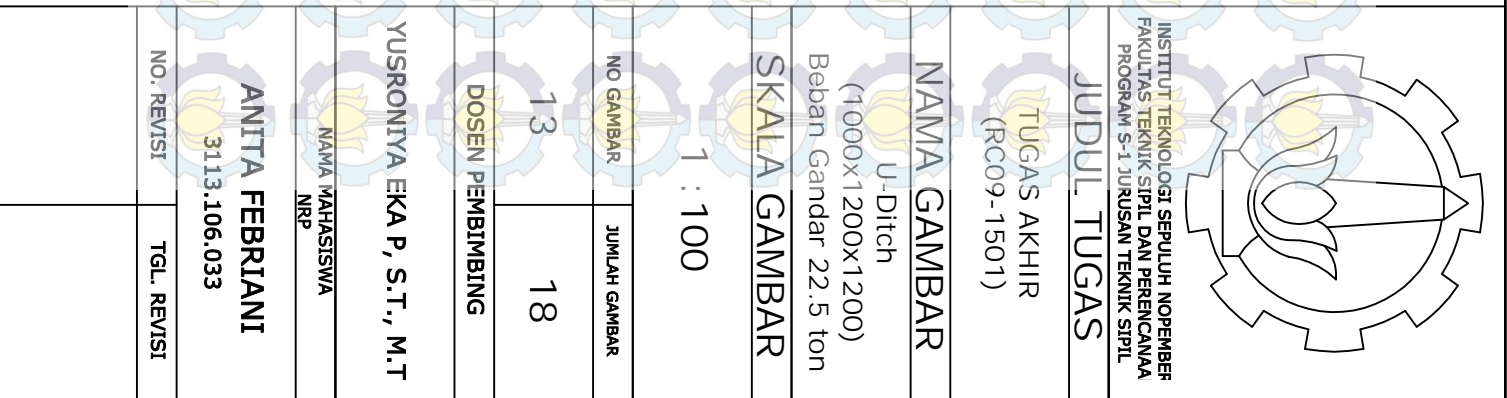 INSTITUT TEKNOLOGI SEPULUH NOPEMBER
FAKULTAS TEKNIK SIPIL DAN PERENCANAA
PROGRAM S-1 JURUSAN TEKNIK SIPIL
JUDUL TUGAS
TUGAS AKHIR
(RC09-1501)
NAMA GAMBAR
U-Ditch
(1000x1200x1200)
Beban Gandar 22.5 ton
SKALA GAMBAR
1 : 100
NO GAMBAR JUMLAH GAMBAR
13 18
DOSEN PEMBIMBING
YUSRONIYA EKA P, S.T., M.T
NAMA MAHASISWA
NRP
ANITA FEBRIANI
3113.106.033
NO. REVISI TGL. REVISI